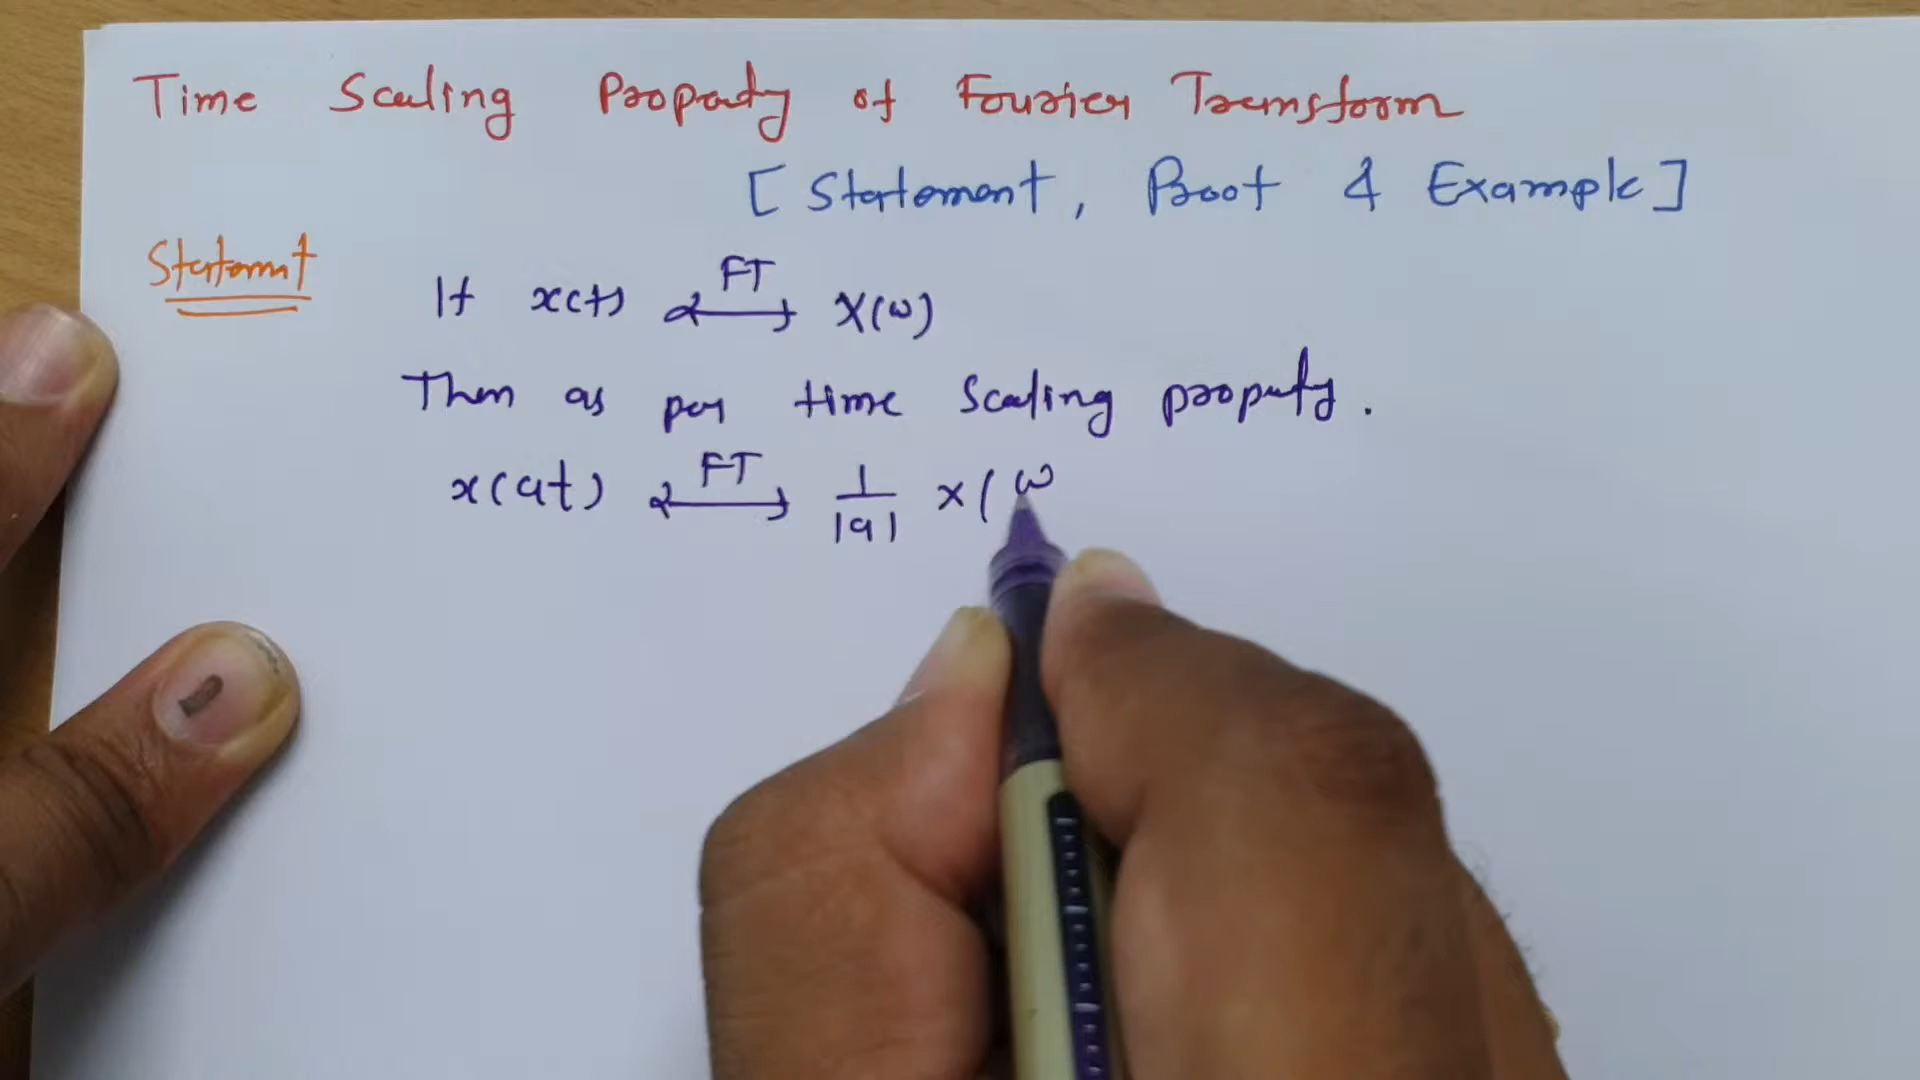 Time Scaling Property of Fourier Transform
[Statement, Proof & Example]
Statement
If x(t) <-FT-> X(ω)
Then as per time scaling property.
x(at) <-FT-> 1/|a| X(ω